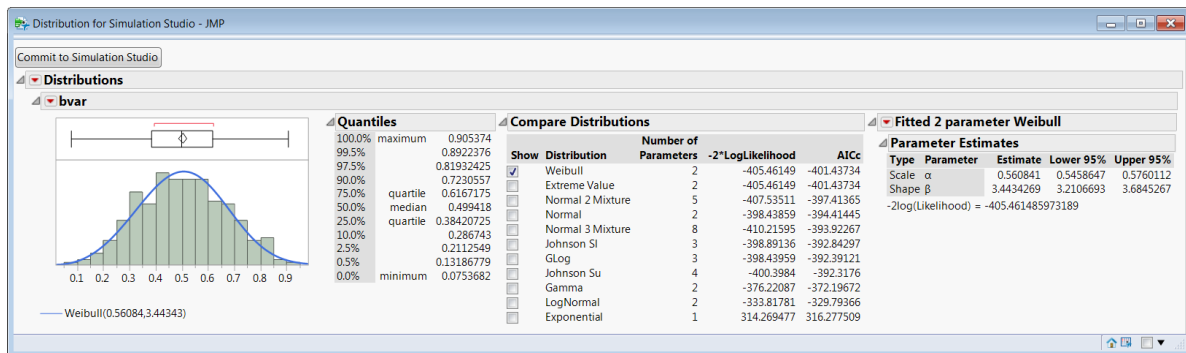 Distribution for Simulation Studio - JMP
Commit to Simulation Studio
Distributions
bvar
0.1 0.2 0.3 0.4 0.5 0.6 0.7 0.8 0.9
Weibull(0.56084,3.44343)
Quantiles
100.0% maximum 0.905374
99.5% 0.8922376
97.5% 0.81932425
90.0% 0.7230557
75.0% quartile 0.6167175
50.0% median 0.499418
25.0% quartile 0.38420725
10.0% 0.286743
2.5% 0.2112549
0.5% 0.13186779
0.0% minimum 0.0753682
Compare Distributions
Number of
Show Distribution Parameters -2*LogLikelihood AICc
Weibull 2 -405.46149 -401.43734
Extreme Value 2 -405.46149 -401.43734
Normal 2 Mixture 5 -407.53511 -397.41365
Normal 2 -398.43859 -394.41445
Normal 3 Mixture 8 -410.21595 -393.92267
Johnson Sl 3 -398.89136 -392.84297
GLog 3 -398.43959 -392.39121
Johnson Su 4 -400.3984 -392.3176
Gamma 2 -376.22087 -372.19672
LogNormal 2 -333.81781 -329.79366
Exponential 1 314.269477 316.277509
Fitted 2 parameter Weibull
Parameter Estimates
Type Parameter Estimate Lower 95% Upper 95%
Scale α 0.560841 0.5458647 0.5760112
Shape β 3.4434269 3.2106693 3.6845267
-2log(Likelihood) = -405.461485973189